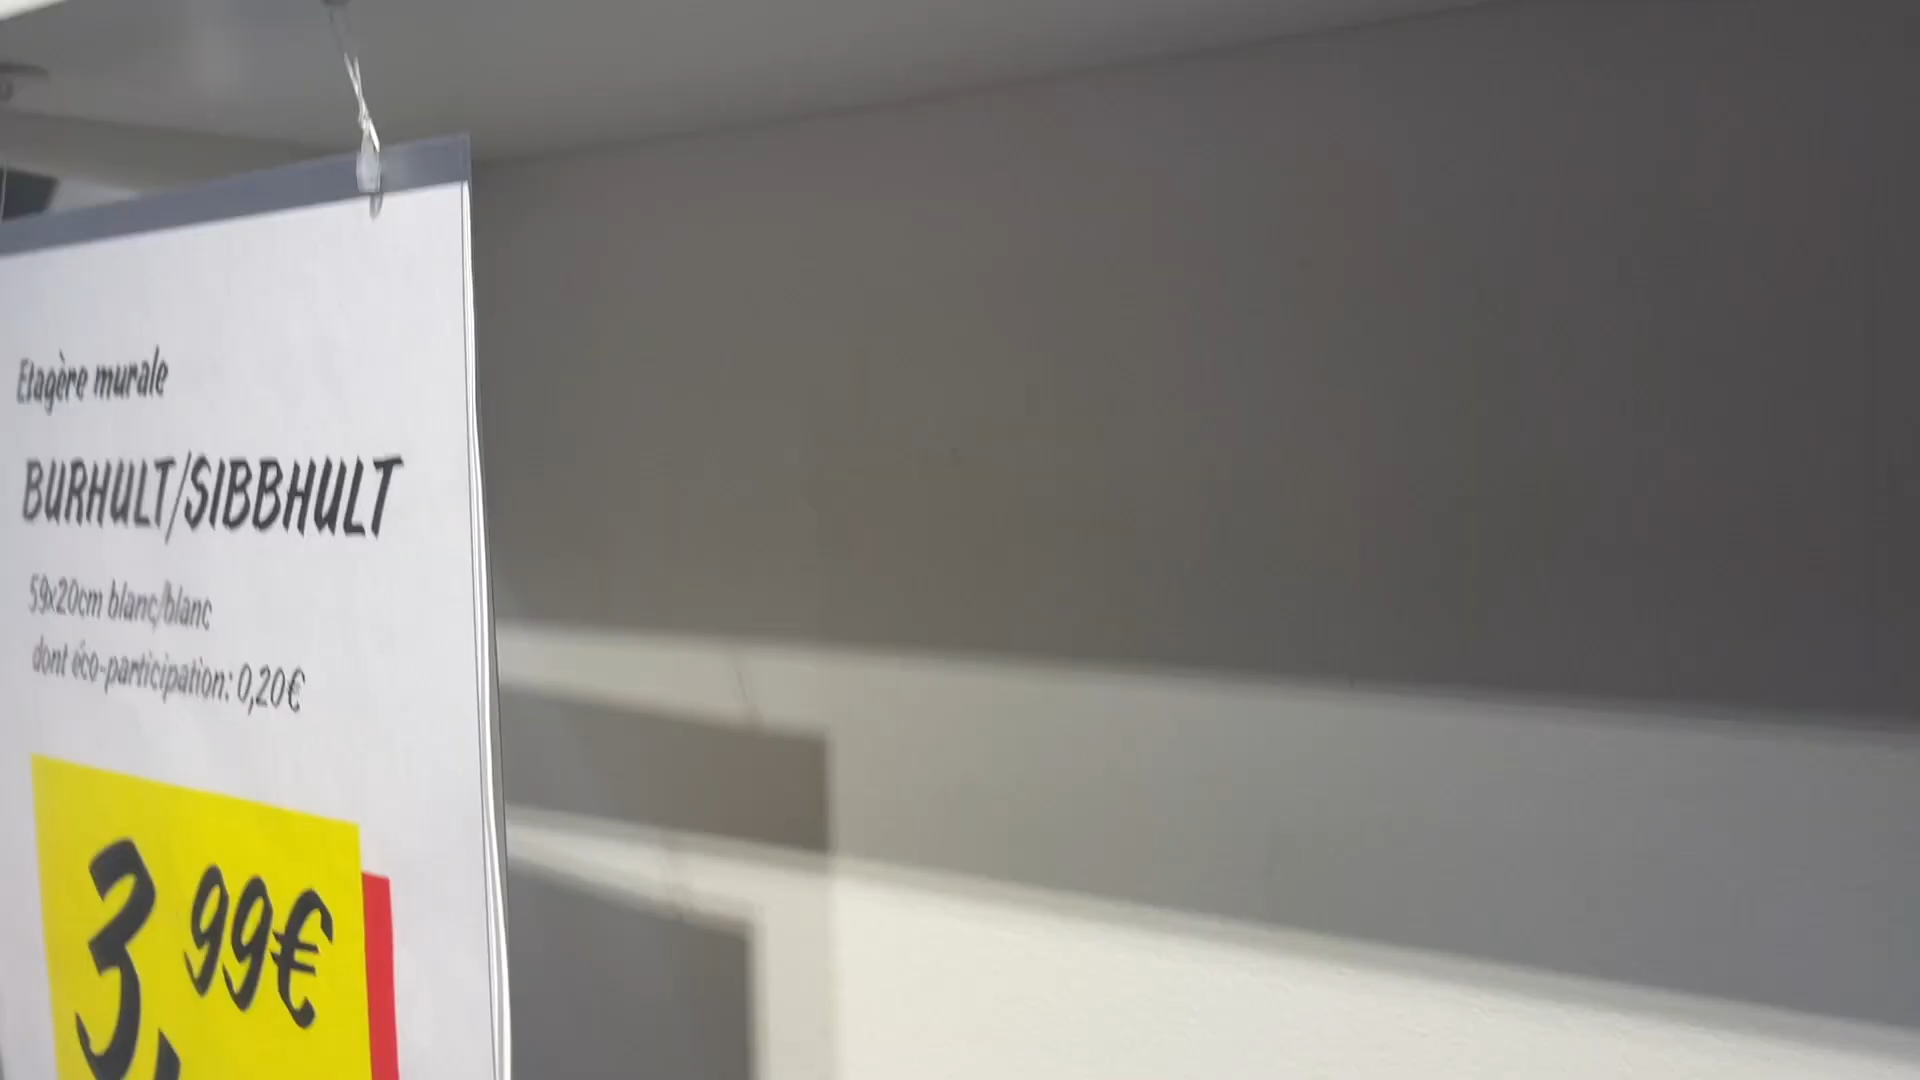 Etagère murale
BURHULT/SIBBHULT
59x20cm blanc/blanc
dont éco-participation: 0,20€
3,99€